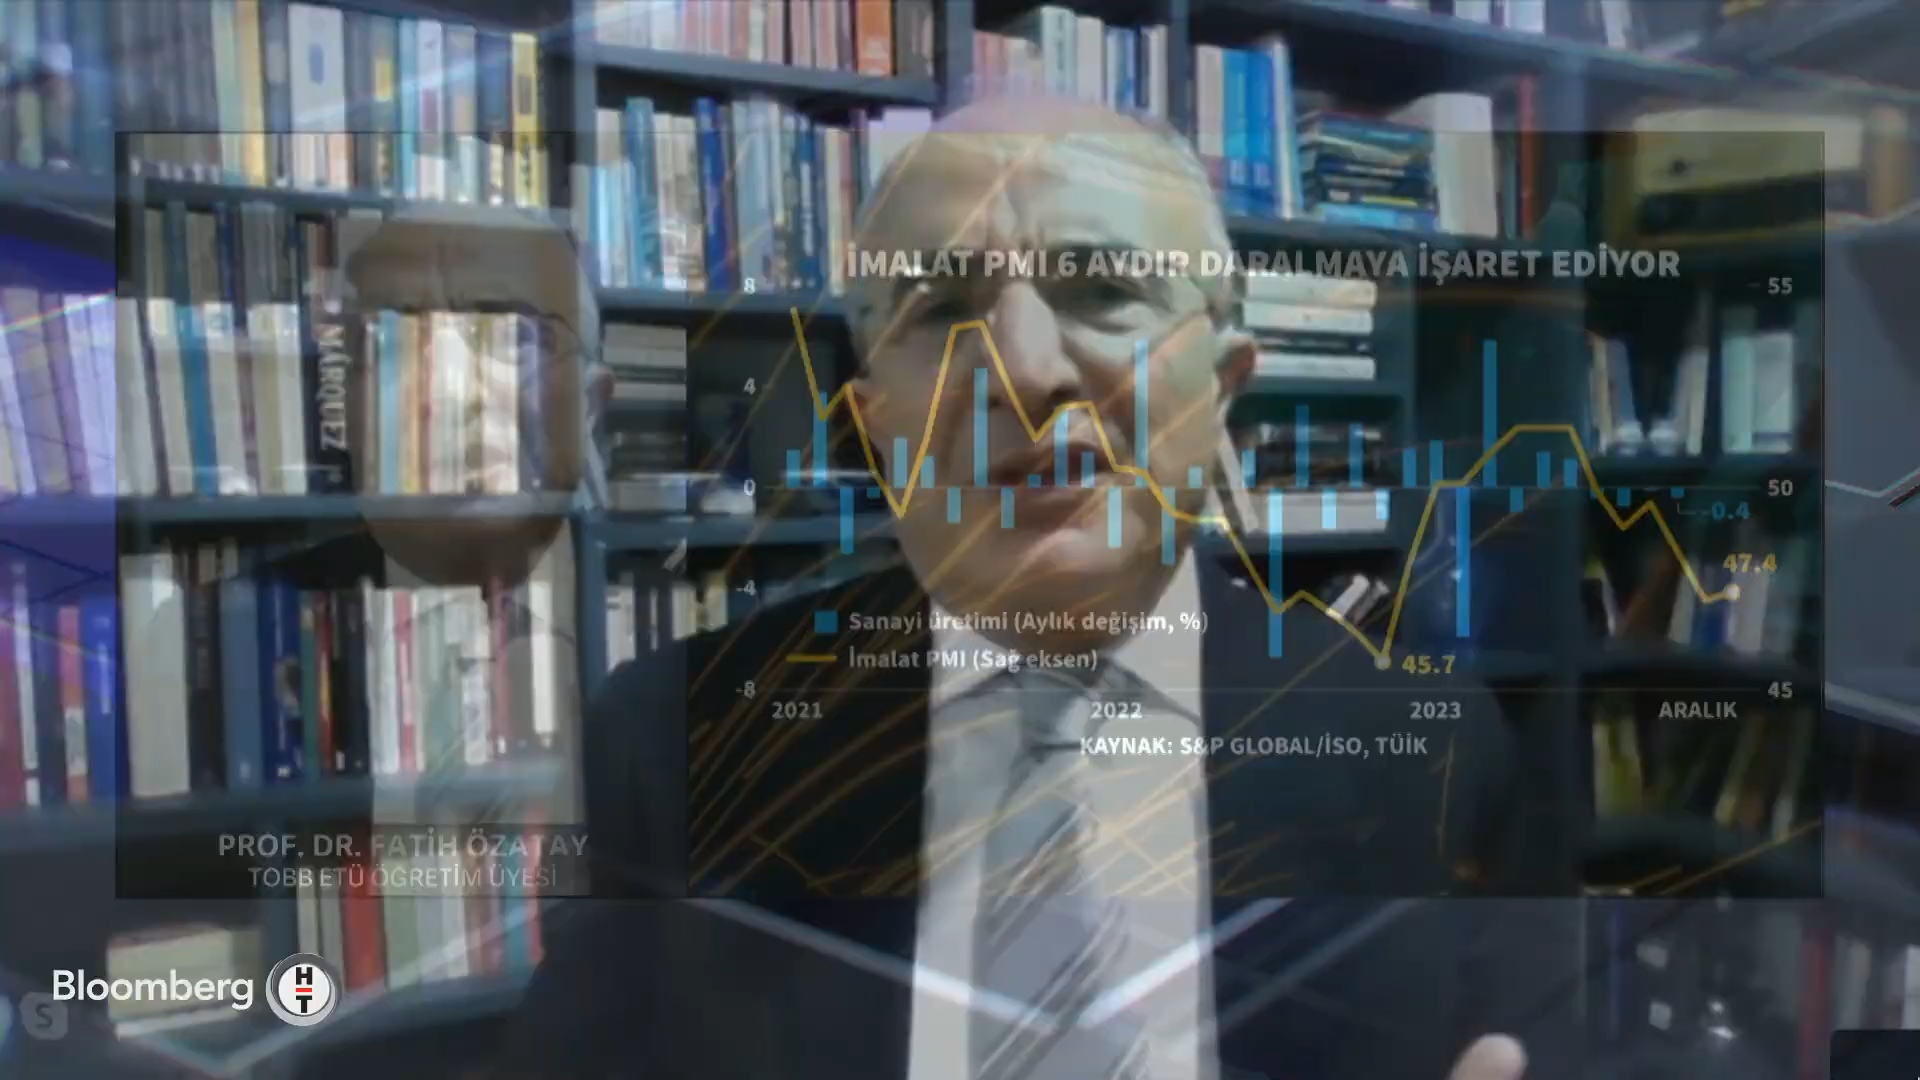 İMALAT PMI 6 AYDIR DARALMAYA İŞARET EDİYOR
8
55
4
0
50
-0.4
47.4
-4
Sanayi üretimi (Aylık değişim, %)
İmalat PMI (Sağ eksen)
45.7
-8
45
2021
2022
2023
ARALIK
KAYNAK: S&P GLOBAL/İSO, TÜİK
MÁRQUEZ
PROF. DR. FATİH ÖZATAY
TOBB ETÜ ÖĞRETİM ÜYESİ
Bloomberg HT
S